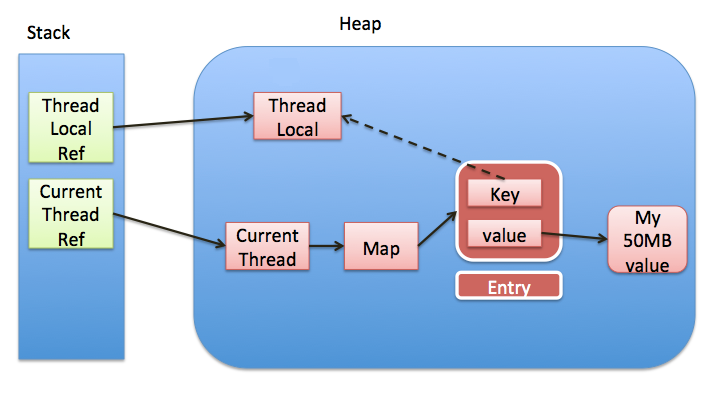 Stack
Heap
Thread
Local
Ref
Current
Thread
Ref
Thread
Local
Current
Thread
Map
Key
value
Entry
My
50MB
value